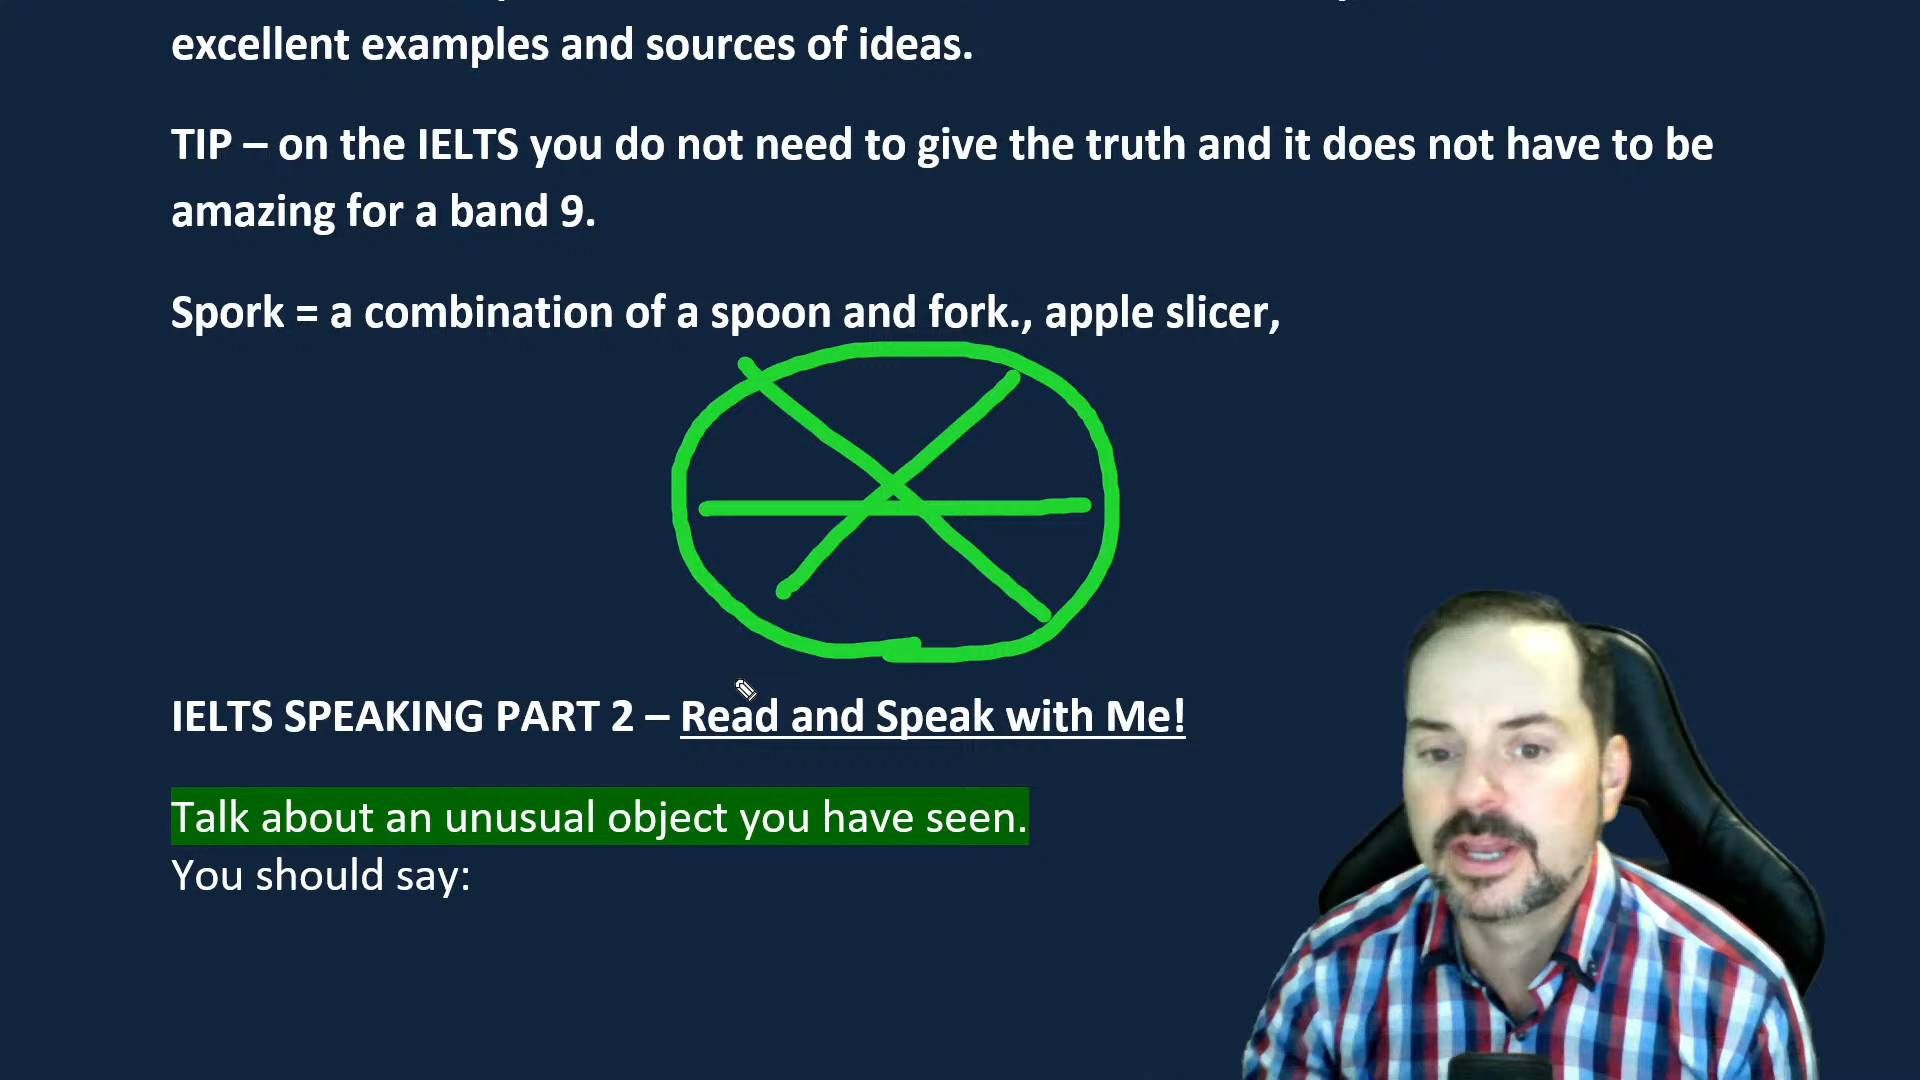 excellent examples and sources of ideas.
TIP – on the IELTS you do not need to give the truth and it does not have to be
amazing for a band 9.
Spork = a combination of a spoon and fork., apple slicer,
IELTS SPEAKING PART 2 – Read and Speak with Me!
Talk about an unusual object you have seen.
You should say: